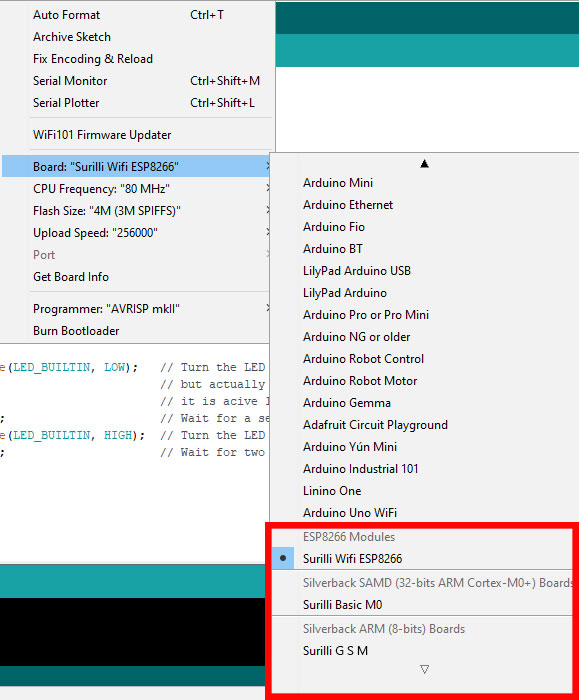 Auto Format Ctrl+T
Archive Sketch
Fix Encoding & Reload
Serial Monitor Ctrl+Shift+M
Serial Plotter Ctrl+Shift+L
WiFi101 Firmware Updater
Board: "Surilli Wifi ESP8266"
CPU Frequency: "80 MHz"
Flash Size: "4M (3M SPIFFS)"
Upload Speed: "256000"
Port
Get Board Info
Programmer: "AVRISP mkII"
Burn Bootloader
e(LED_BUILTIN, LOW); // Turn the LED
// but actually
// it is acive l
; // Wait for a se
e(LED_BUILTIN, HIGH); // Turn the LED
; // Wait for two
Arduino Mini
Arduino Ethernet
Arduino Fio
Arduino BT
LilyPad Arduino USB
LilyPad Arduino
Arduino Pro or Pro Mini
Arduino NG or older
Arduino Robot Control
Arduino Robot Motor
Arduino Gemma
Adafruit Circuit Playground
Arduino Yún Mini
Arduino Industrial 101
Linino One
Arduino Uno WiFi
ESP8266 Modules
Surilli Wifi ESP8266
Silverback SAMD (32-bits ARM Cortex-M0+) Boards
Surilli Basic M0
Silverback ARM (8-bits) Boards
Surilli G S M